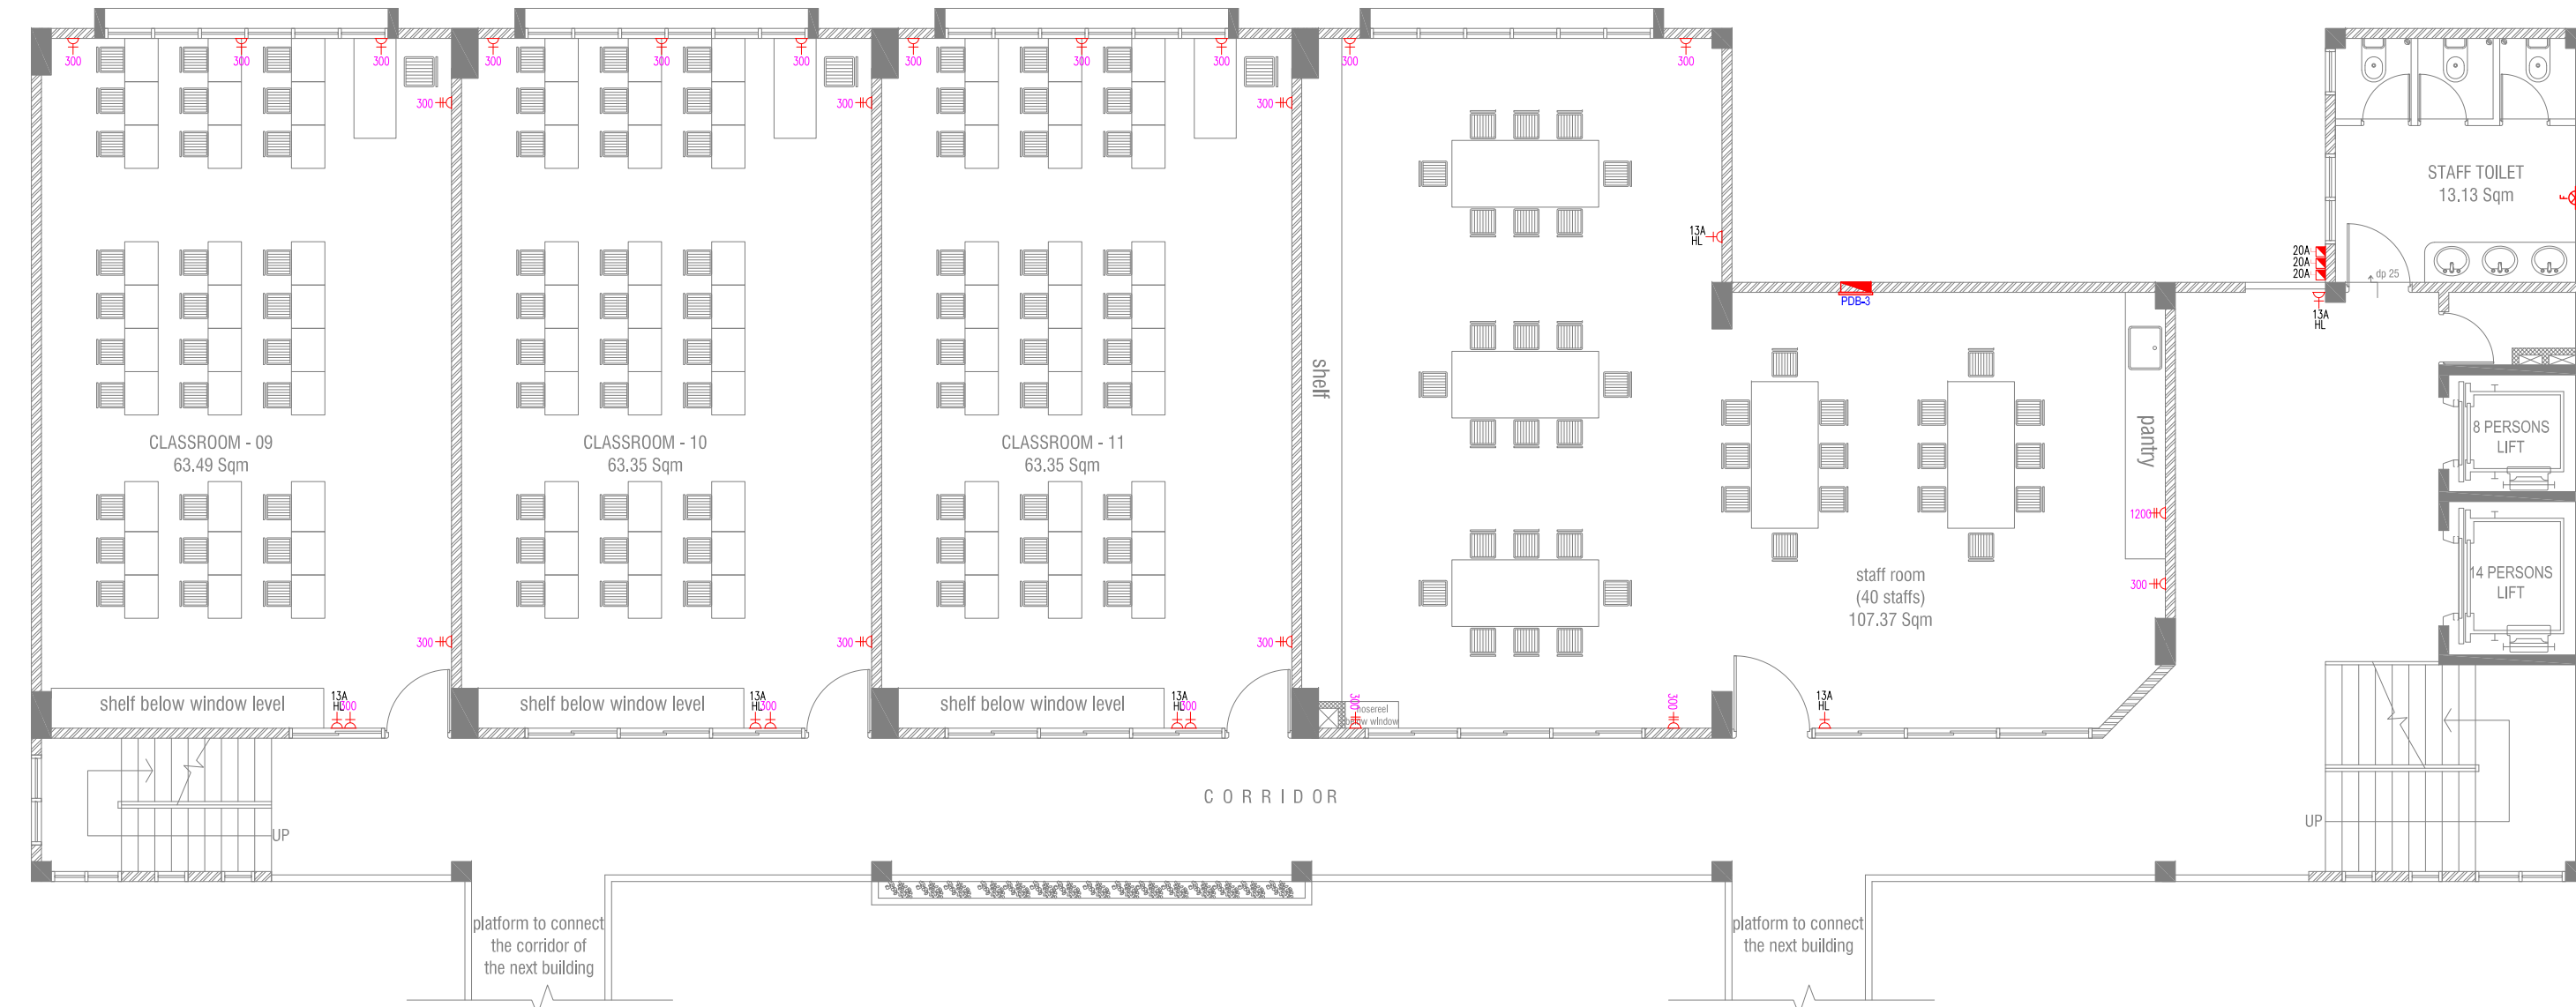 300
300
300
300
300
300
300
300
300
300
300
300
300
300
13A
HL
20A
20A
20A
13A
HL
PDB-3
dp 25
STAFF TOILET
13.13 Sqm
F
shelf
pantry
CLASSROOM - 09
63.49 Sqm
CLASSROOM - 10
63.35 Sqm
CLASSROOM - 11
63.35 Sqm
8 PERSONS
LIFT
1200
300
14 PERSONS
LIFT
staff room
(40 staffs)
107.37 Sqm
300
300
300
shelf below window level
13A
HL
300
shelf below window level
13A
HL
300
shelf below window level
13A
HL
300
300
hosereel
below window
300
13A
HL
CORRIDOR
UP
UP
platform to connect
the corridor of
the next building
platform to connect
the next building